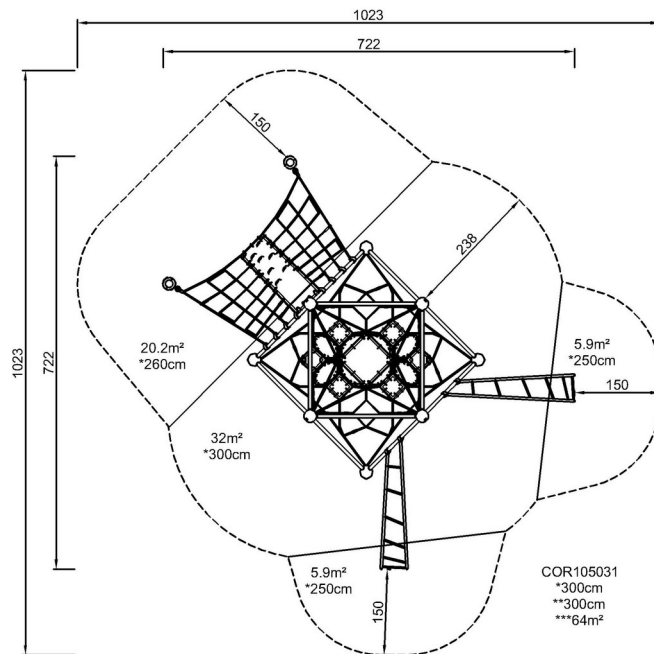 1023
722
150
238
1023
722
20.2m²
*260cm
5.9m²
*250cm
150
32m²
*300cm
5.9m²
*250cm
150
COR105031
*300cm
**300cm
***64m²